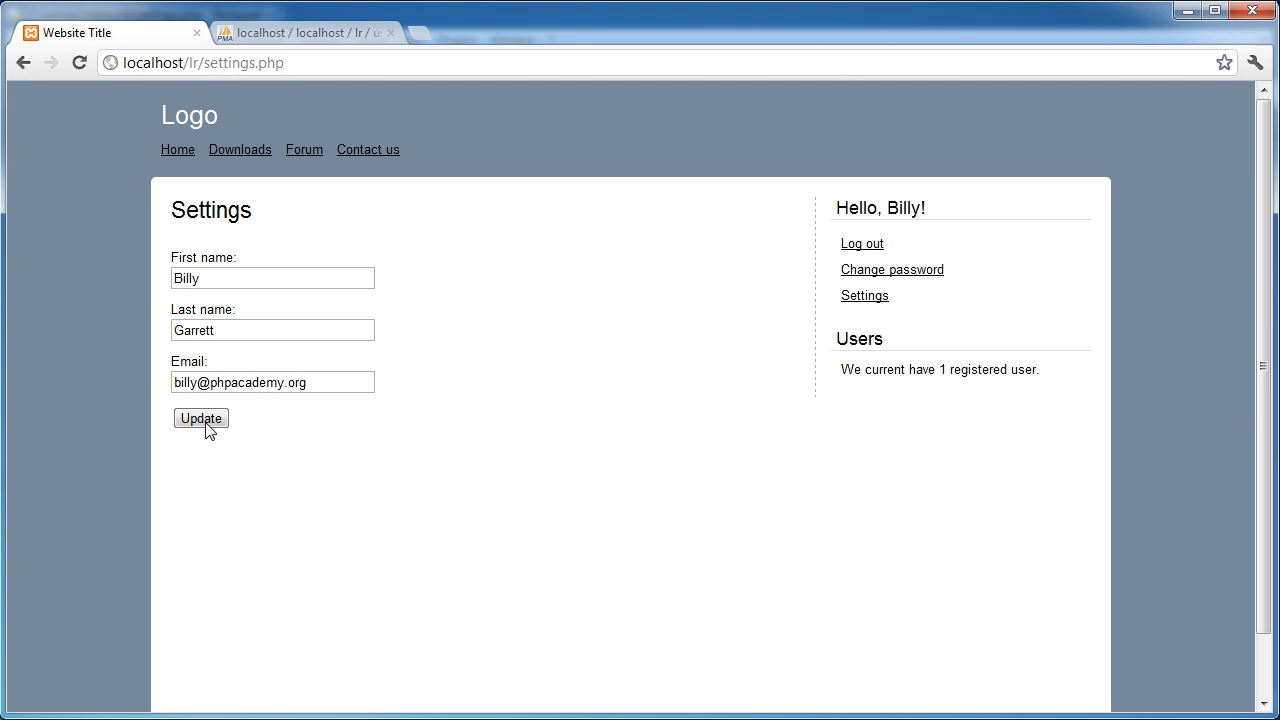 Website Title
localhost / localhost / lr / u
localhost/lr/settings.php
Logo
Home Downloads Forum Contact us
Settings
First name:
Billy
Last name:
Garrett
Email:
billy@phpacademy.org
Update
Hello, Billy!
Log out
Change password
Settings
Users
We current have 1 registered user.